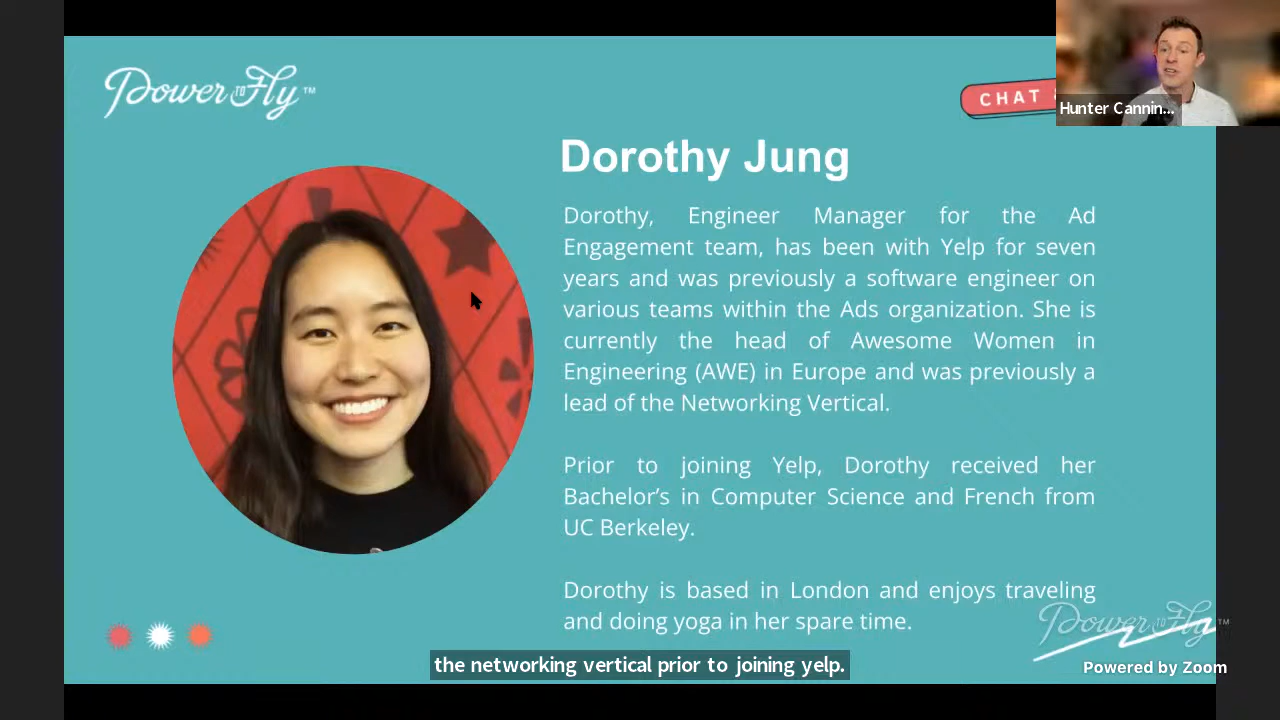 Power to Fly™
CHAT
Hunter Cannin...
Dorothy Jung
Dorothy, Engineer Manager for the Ad
Engagement team, has been with Yelp for seven
years and was previously a software engineer on
various teams within the Ads organization. She is
currently the head of Awesome Women in
Engineering (AWE) in Europe and was previously a
lead of the Networking Vertical.
Prior to joining Yelp, Dorothy received her
Bachelor's in Computer Science and French from
UC Berkeley.
Dorothy is based in London and enjoys traveling
and doing yoga in her spare time.
Power to Fly™
the networking vertical prior to joining yelp.
Powered by Zoom